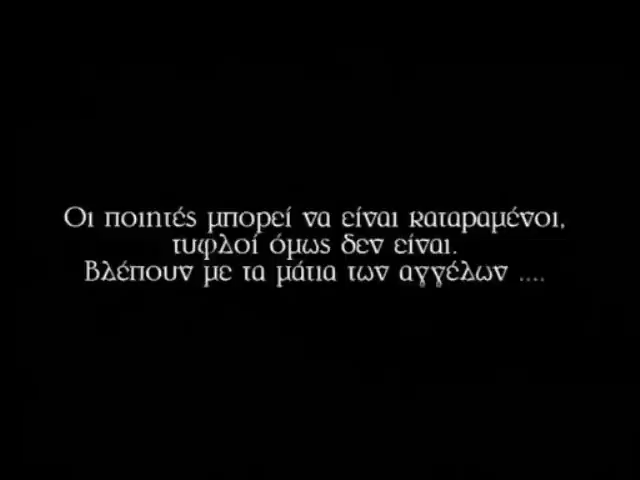 Οι ποιητές μπορεί να είναι καταραμένοι,
τυφλοί όμως δεν είναι.
Βλέπουν με τα μάτια των αγγέλων ....